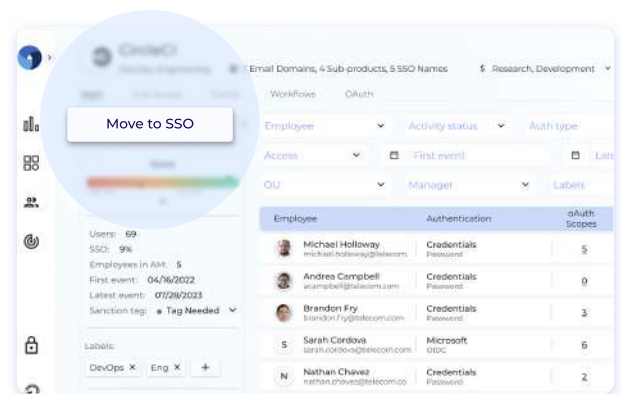 CircleCI
Email Domains, 4 Sub-products, 5 SSO Names
$ Research, Development
Workflows OAuth
Move to SSO
Employee Activity status Auth type
Access First event
OU Manager Labels
Employee Authentication oAuth Scopes
Users: 69
SSO: 9%
Employees in AM: 5
First event: 04/16/2022
Latest event: 07/28/2023
Sanction tag: Tag Needed
Labels:
DevOps × Eng × +
Michael Holloway Credentials 5
michael.holloway@telecom. Password
Andrea Campbell Credentials 0
acampbell@telecom.com Password
Brandon Fry Credentials 3
brandon.fry@telecom.com Password
S Sarah Cordova Microsoft 6
sarah.cordova@telecom.com OIDC
N Nathan Chavez Credentials 2
nathan.chavez@telecom.co Password